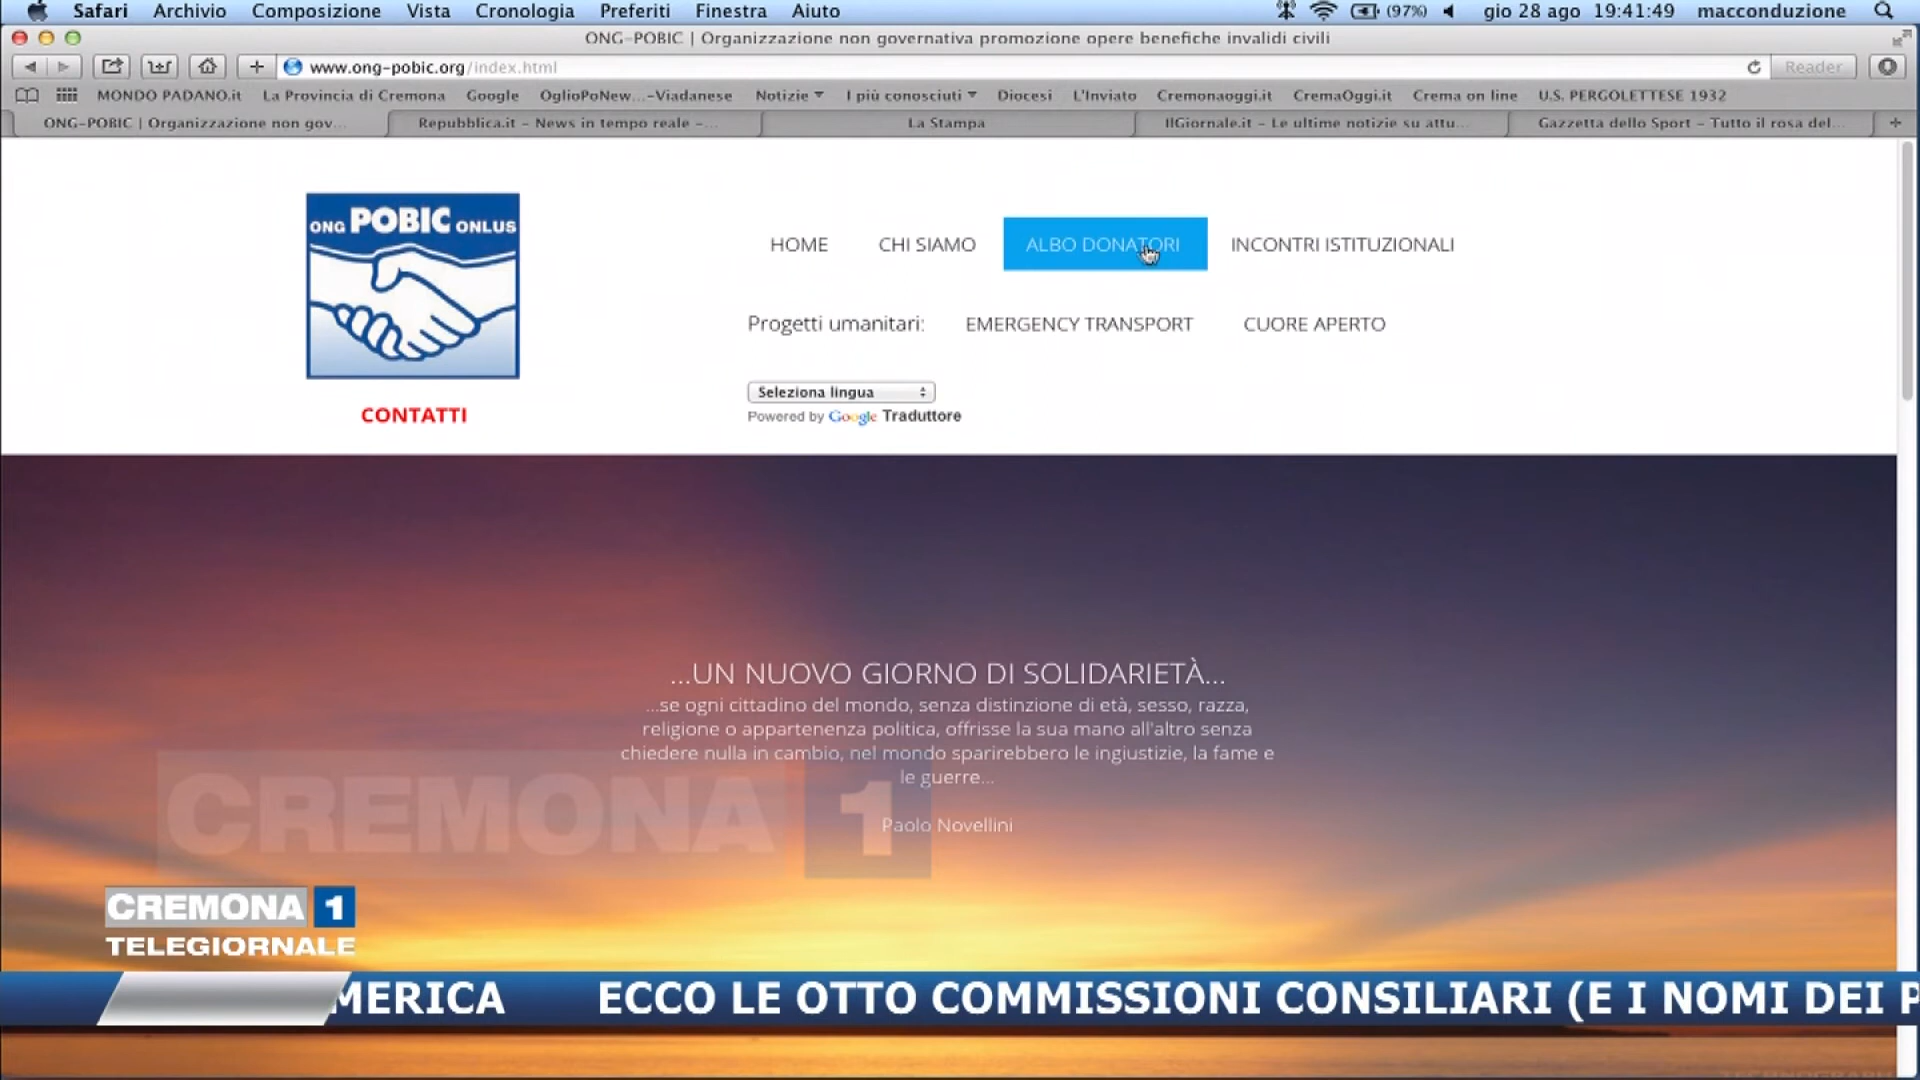 Safari Archivio Composizione Vista Cronologia Preferiti Finestra Aiuto (97%) gio 28 ago 19:41:49 macconduzione
ONG-POBIC | Organizzazione non governativa promozione opere benefiche invalidi civili
www.ong-pobic.org/index.html Reader
MONDO PADANO.it La Provincia di Cremona Google OglioPoNew...-Viadanese Notizie I più conosciuti Diocesi L'Inviato Cremonaoggi.it CremaOggi.it Crema on line U.S. PERGOLETTESE 1932
ONG-POBIC | Organizzazione non gov... Repubblica.it - News in tempo reale -... La Stampa IlGiornale.it - Le ultime notizie su attu... Gazzetta dello Sport - Tutto il rosa del...
ONG POBIC ONLUS
HOME CHI SIAMO ALBO DONATORI INCONTRI ISTITUZIONALI
Progetti umanitari: EMERGENCY TRANSPORT CUORE APERTO
Seleziona lingua
Powered by Google Traduttore
CONTATTI
...UN NUOVO GIORNO DI SOLIDARIETÀ...
...se ogni cittadino del mondo, senza distinzione di età, sesso, razza,
religione o appartenenza politica, offrisse la sua mano all'altro senza
chiedere nulla in cambio, nel mondo sparirebbero le ingiustizie, la fame e
le guerre...
Paolo Novellini
CREMONA 1
CREMONA 1
TELEGIORNALE
MERICA ECCO LE OTTO COMMISSIONI CONSILIARI (E I NOMI DEI P